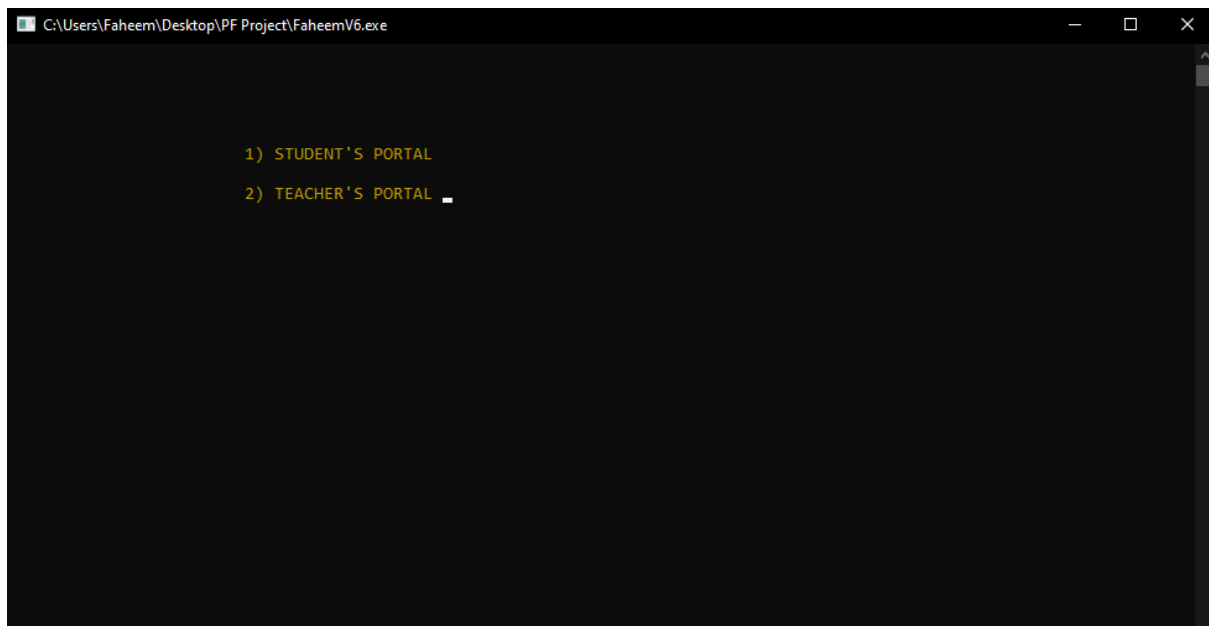 C:\Users\Faheem\Desktop\PF Project\FaheemV6.exe
1) STUDENT'S PORTAL
2) TEACHER'S PORTAL